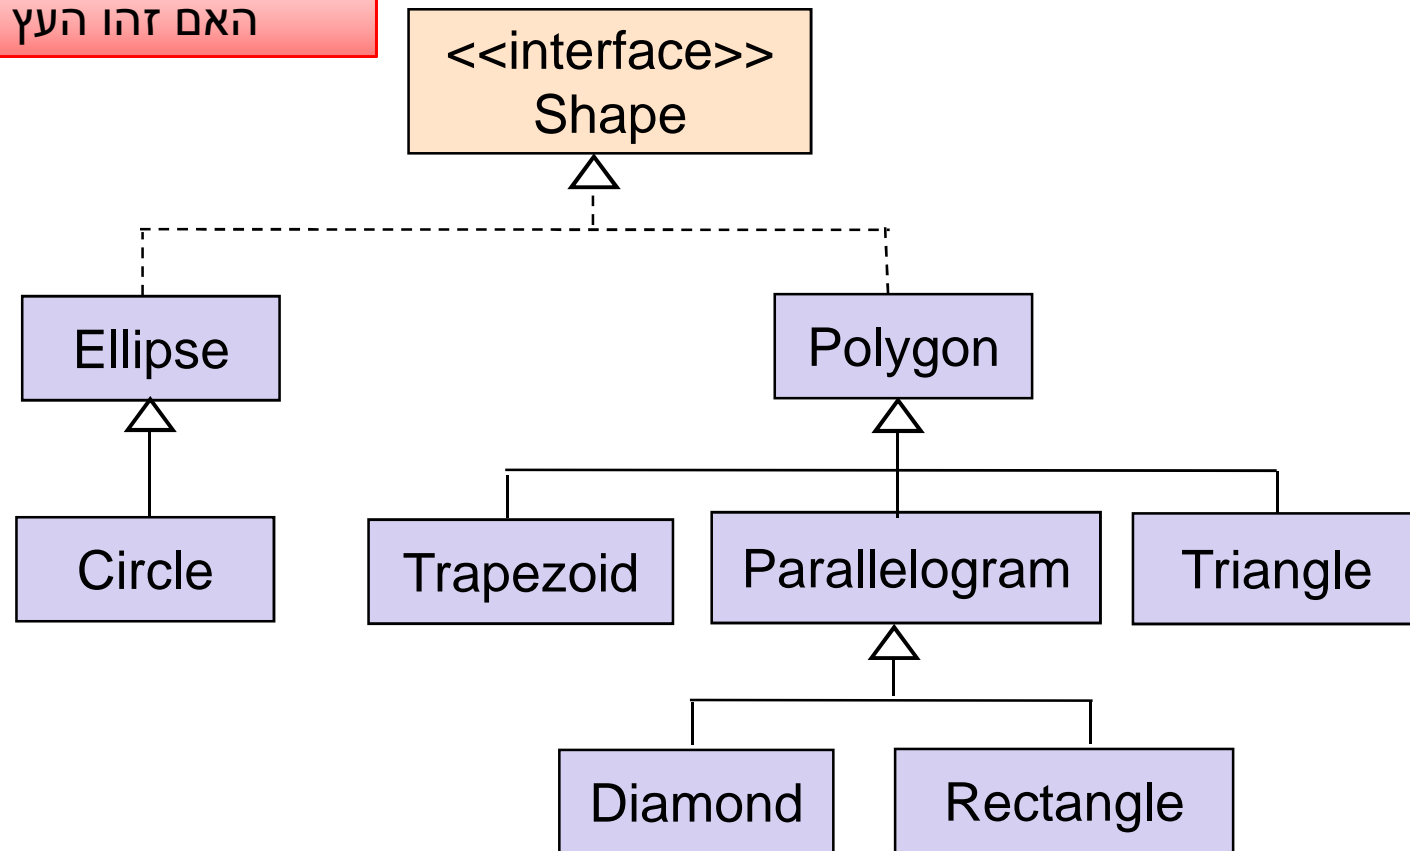 האם זהו העץ
<<interface>>
Shape
Ellipse
Polygon
Circle
Trapezoid
Parallelogram
Triangle
Diamond
Rectangle